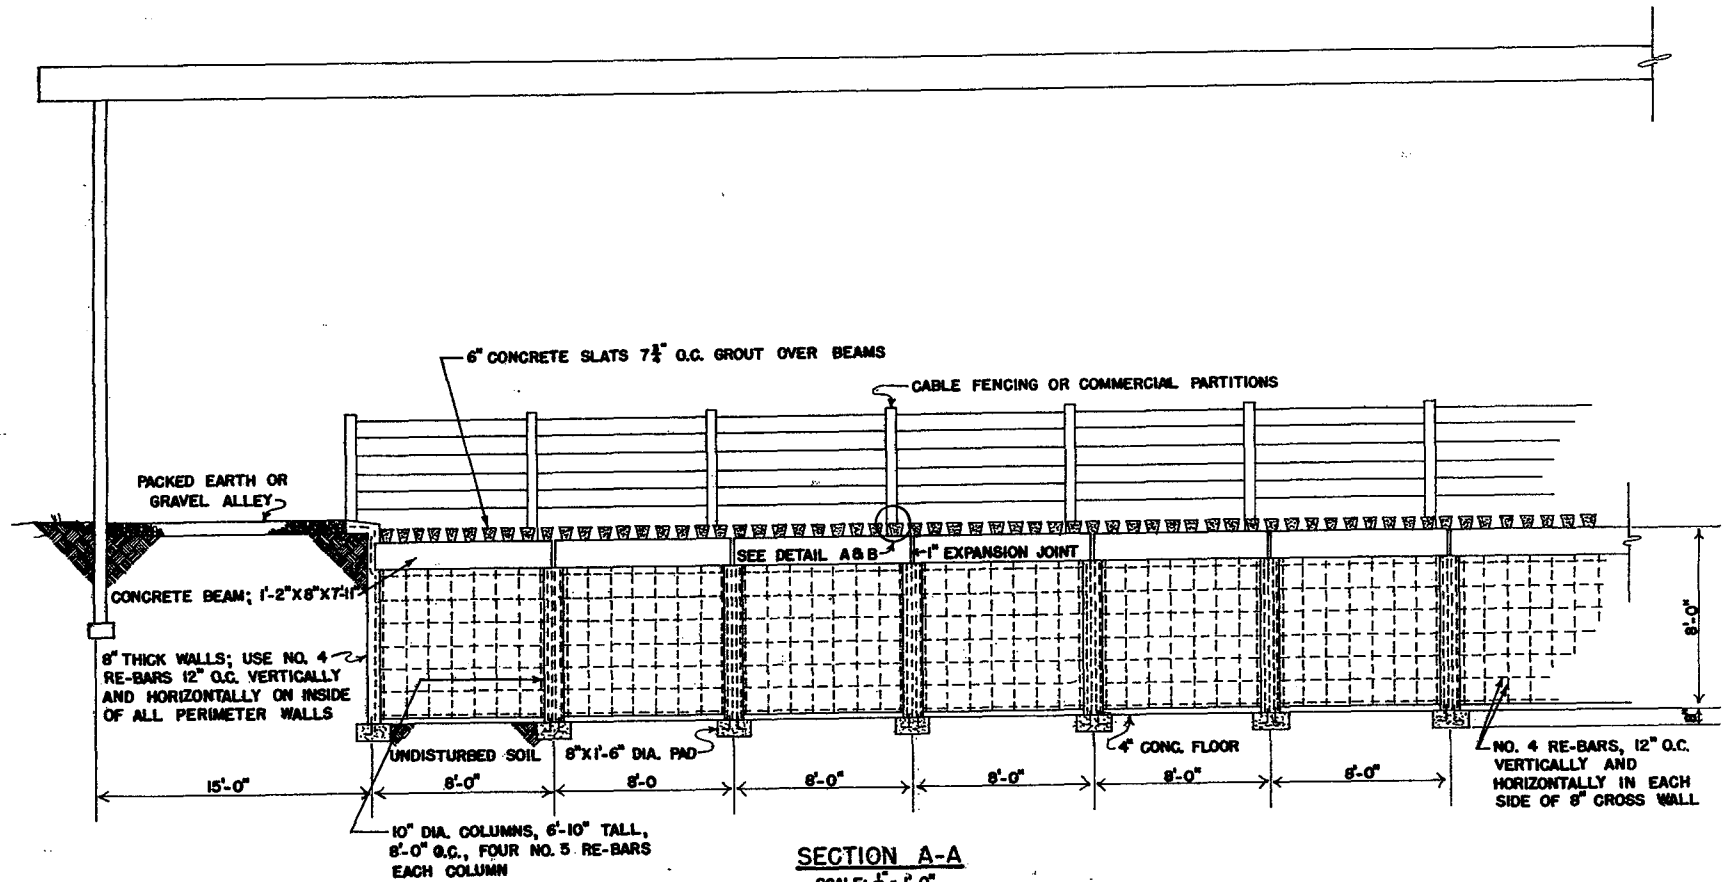 6" CONCRETE SLATS 7 3/4" O.C. GROUT OVER BEAMS
CABLE FENCING OR COMMERCIAL PARTITIONS
PACKED EARTH OR
GRAVEL ALLEY
SEE DETAIL A & B
1" EXPANSION JOINT
CONCRETE BEAM; 1'-2"X8"X7'-11"
8'-0"
8" THICK WALLS; USE NO. 4
RE-BARS 12" O.C. VERTICALLY
AND HORIZONTALLY ON INSIDE
OF ALL PERIMETER WALLS
8"
UNDISTURBED SOIL
8"X1'-6" DIA. PAD
4" CONC. FLOOR
NO. 4 RE-BARS, 12" O.C.
VERTICALLY AND
HORIZONTALLY IN EACH
SIDE OF 8" CROSS WALL
15'-0"
8'-0"
8'-0
8'-0"
8'-0"
8'-0"
8'-0"
10" DIA. COLUMNS, 6'-10" TALL,
8'-0" O.C., FOUR NO. 5 RE-BARS
EACH COLUMN
SECTION A-A